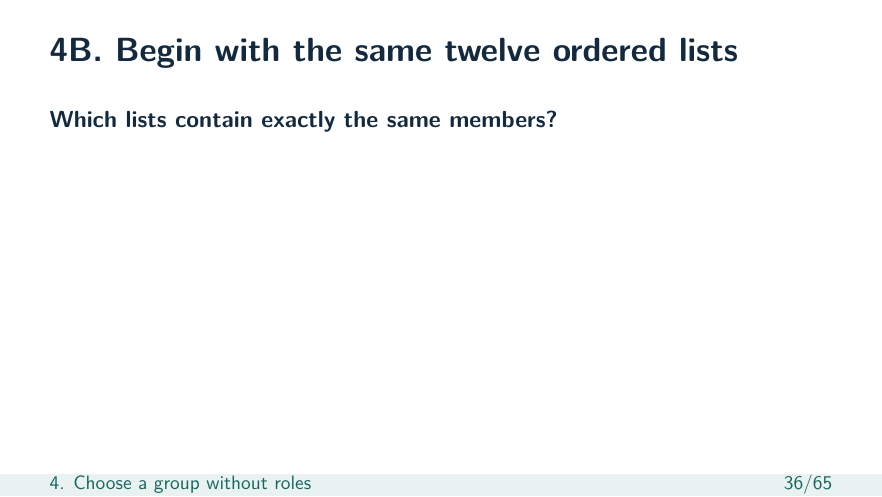 4B. Begin with the same twelve ordered lists
Which lists contain exactly the same members?
4. Choose a group without roles
36/65